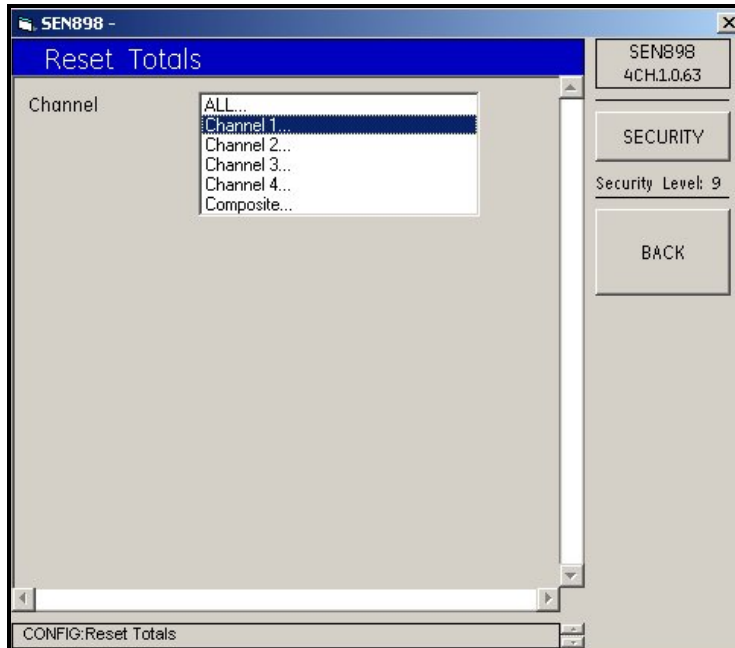 SEN898 -
Reset Totals
Channel
ALL...
Channel 1...
Channel 2...
Channel 3...
Channel 4...
Composite...
SEN898
4CH.1.0.63
SECURITY
Security Level: 9
BACK
CONFIG:Reset Totals